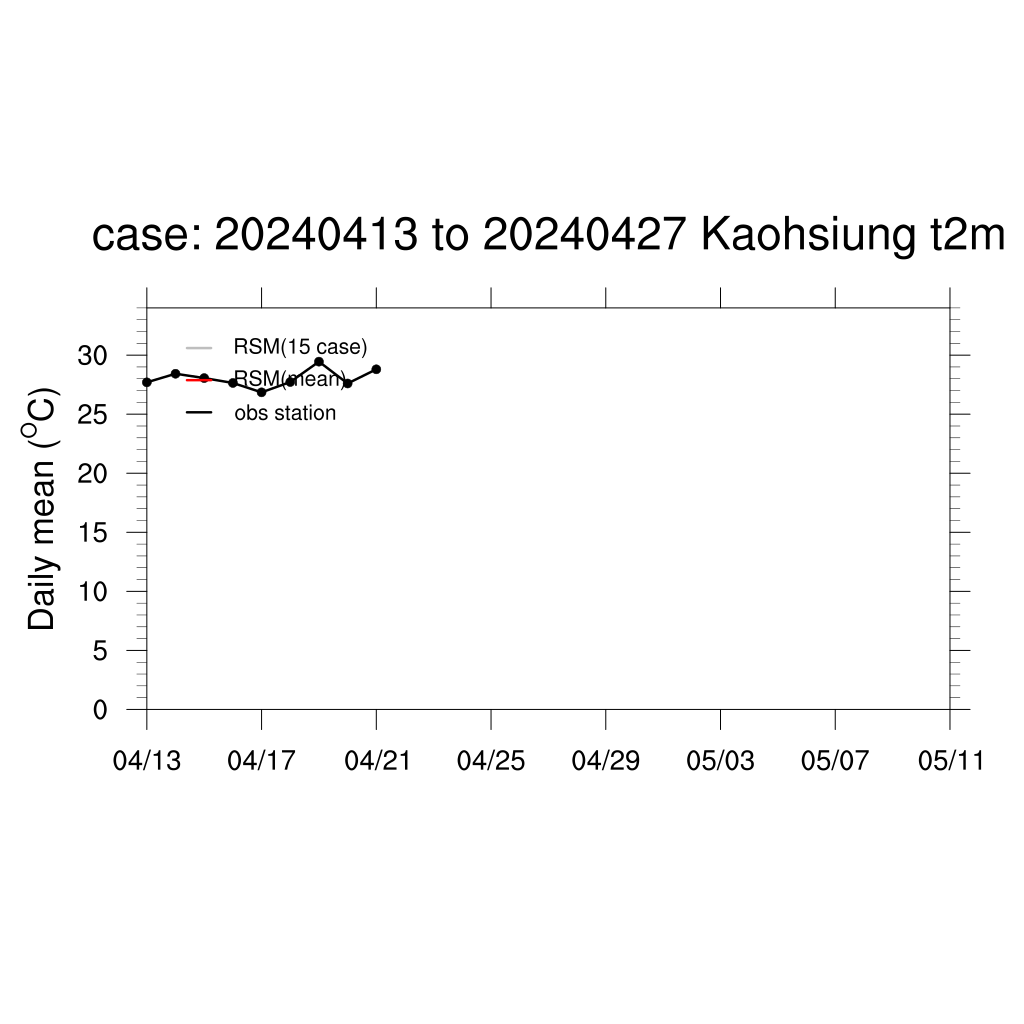 case: 20240413 to 20240427 Kaohsiung t2m
RSM(15 case)
RSM(mean)
obs station
Daily mean (°C)
30
25
20
15
10
5
0
04/13 04/17 04/21 04/25 04/29 05/03 05/07 05/11